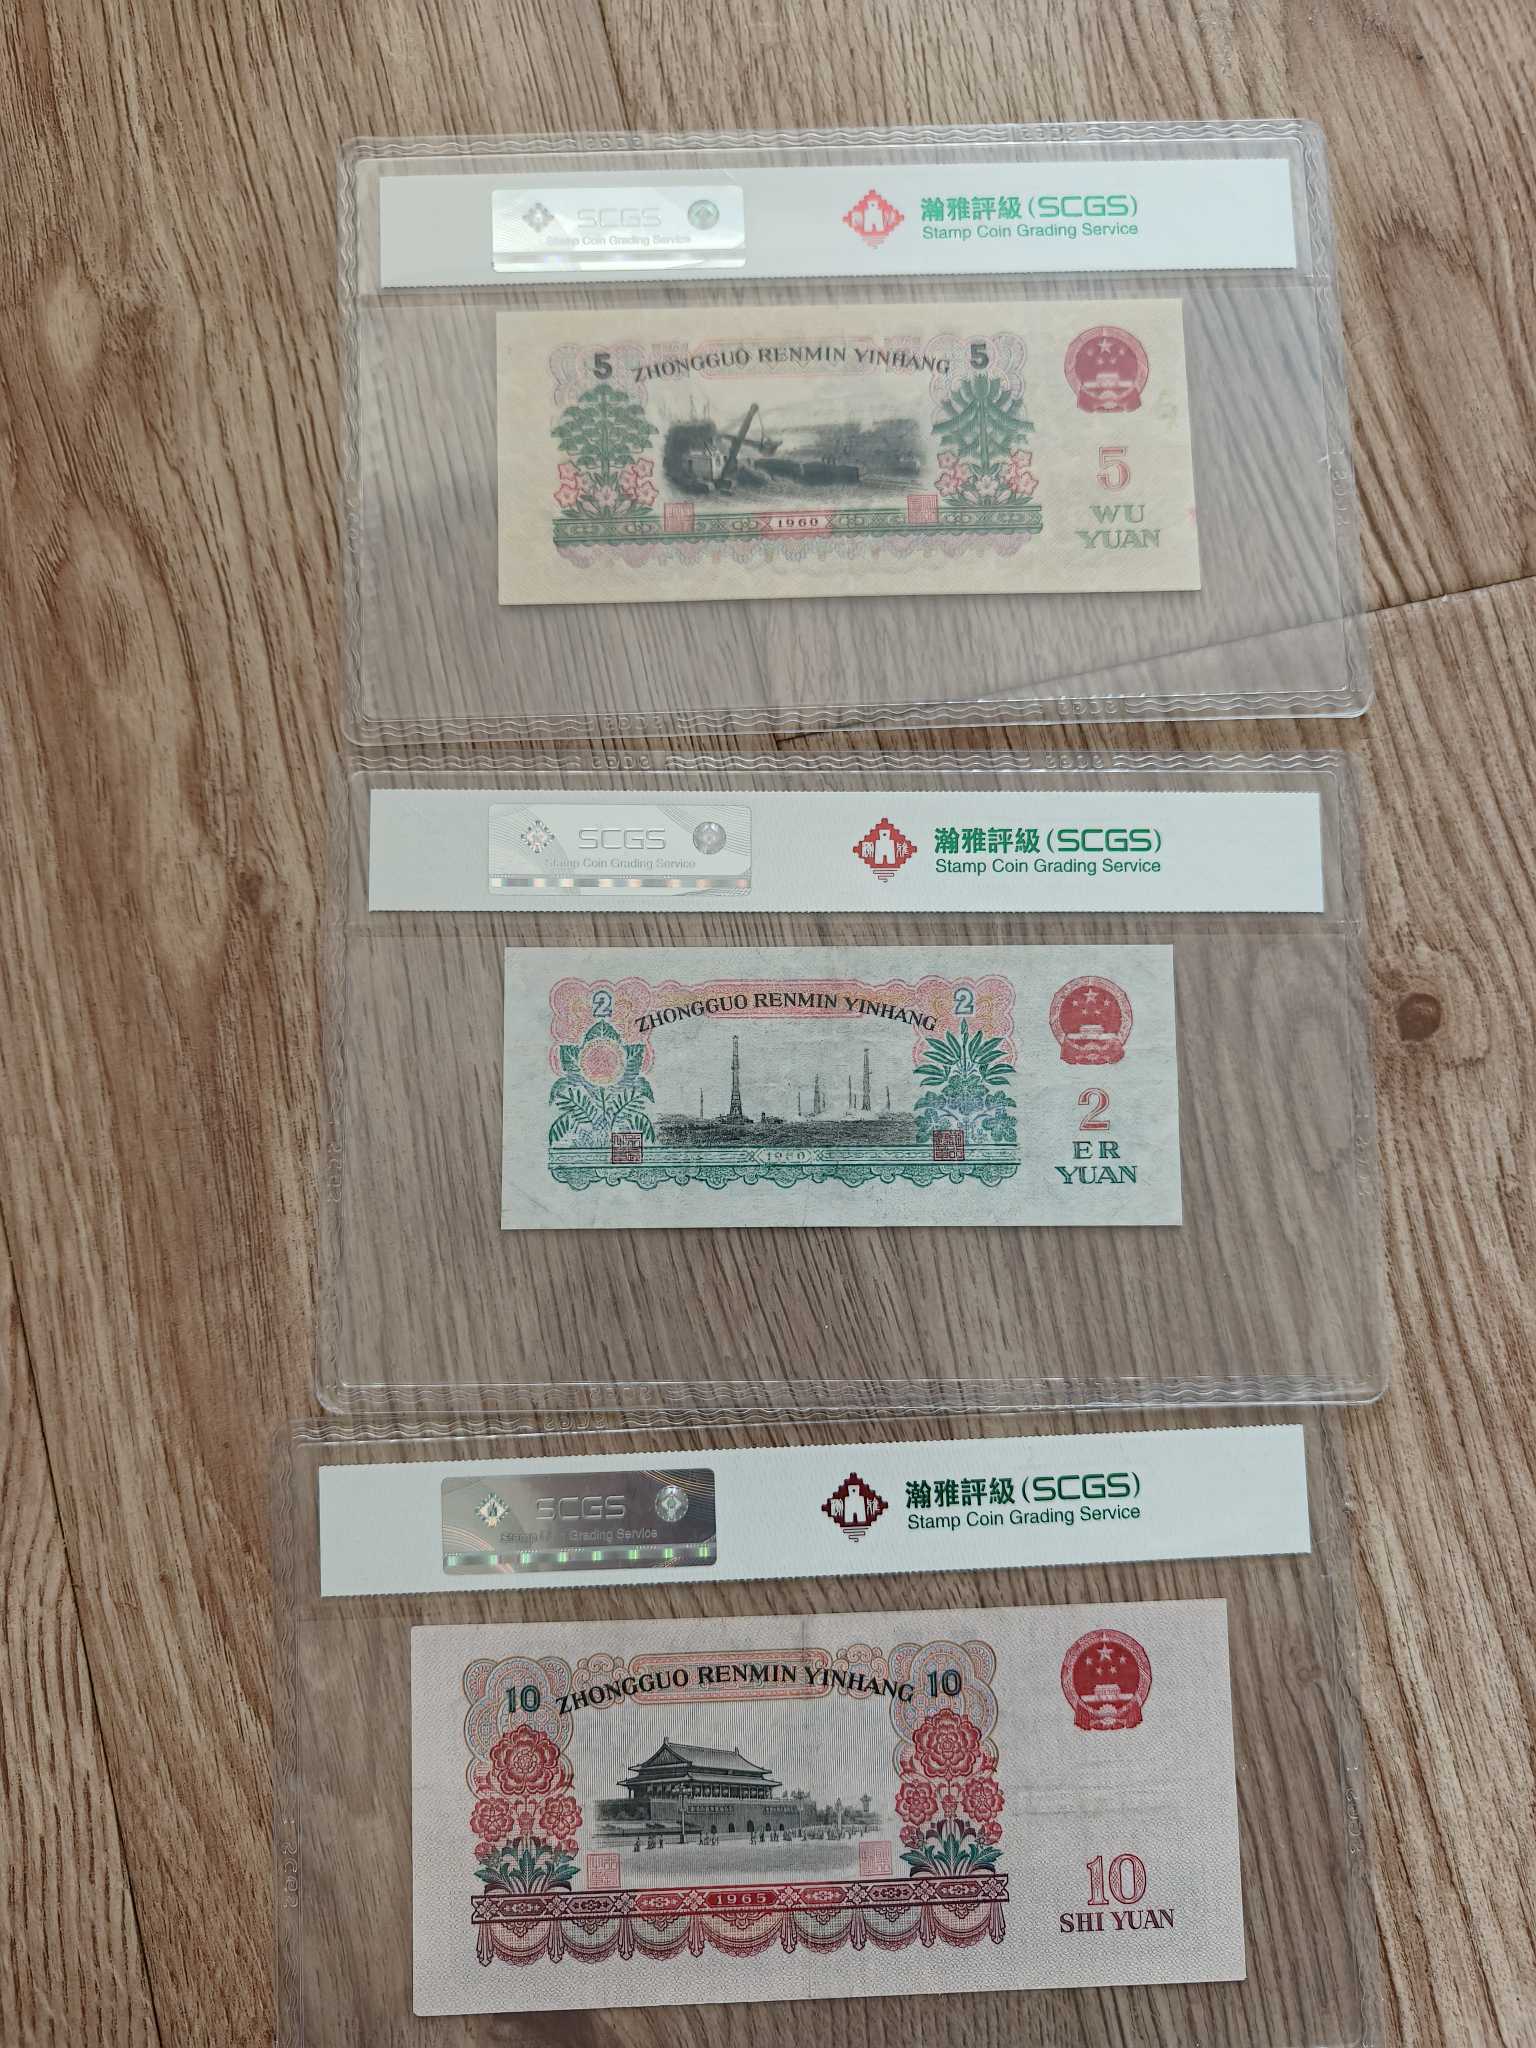 SCGS
Stamp Coin Grading Service
瀚雅評級(SCGS)
Stamp Coin Grading Service
5 ZHONGGUO RENMIN YINHANG 5
1960
5
WU
YUAN
SCGS
Stamp Coin Grading Service
瀚雅評級(SCGS)
Stamp Coin Grading Service
2 ZHONGGUO RENMIN YINHANG 2
1960
2
ER
YUAN
SCGS
Stamp Coin Grading Service
瀚雅評級(SCGS)
Stamp Coin Grading Service
10 ZHONGGUO RENMIN YINHANG 10
1965
10
SHI YUAN